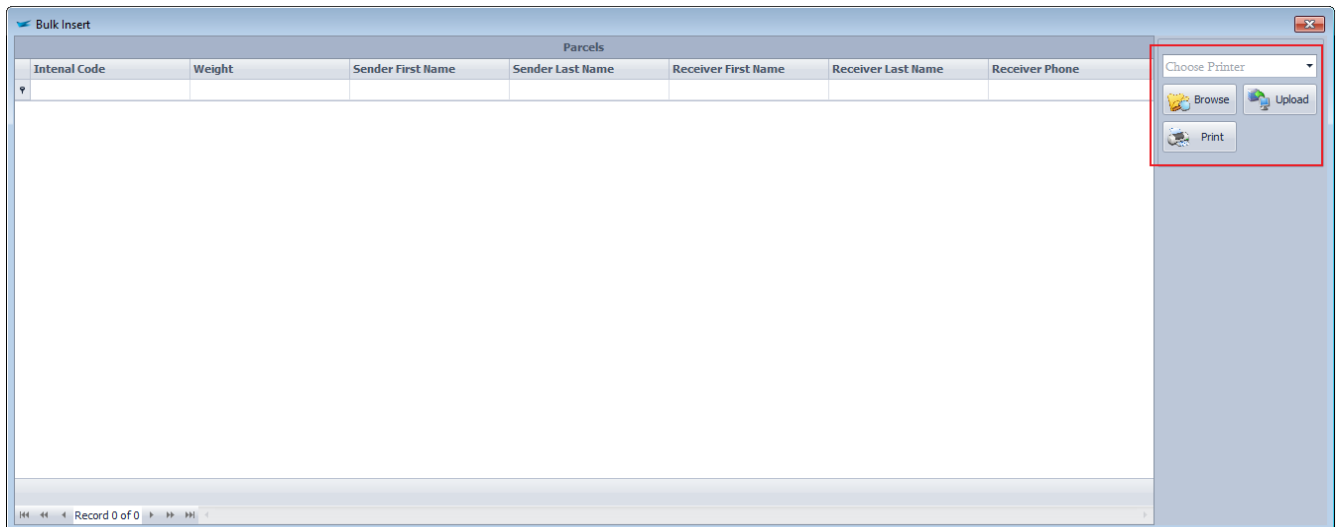 Bulk Insert
Parcels
Intenal Code Weight Sender First Name Sender Last Name Receiver First Name Receiver Last Name Receiver Phone
Choose Printer
Browse Upload
Print
Record 0 of 0